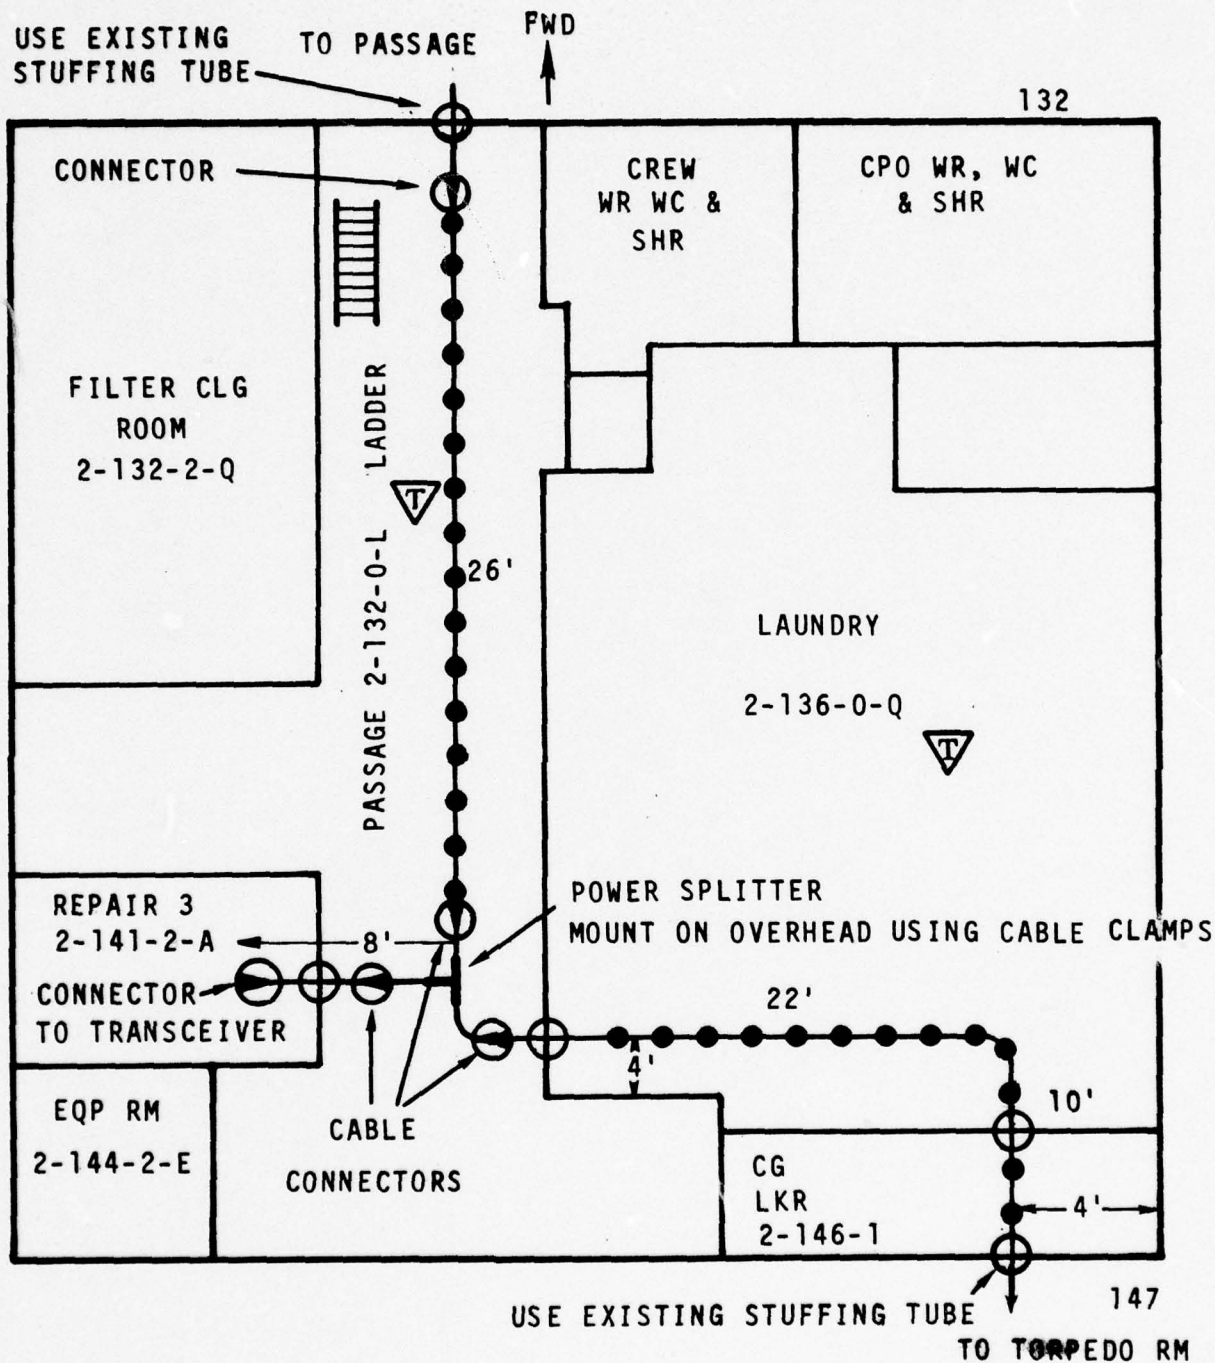 USE EXISTING
STUFFING TUBE
TO PASSAGE
FWD
132
CONNECTOR
CREW
WR WC &
SHR
CPO WR, WC
& SHR
FILTER CLG
ROOM
2-132-2-Q
LADDER
PASSAGE 2-132-0-L
T
26'
LAUNDRY
2-136-0-Q
T
POWER SPLITTER
MOUNT ON OVERHEAD USING CABLE CLAMPS
REPAIR 3
2-141-2-A
8'
CONNECTOR
TO TRANSCEIVER
22'
4'
10'
EQP RM
2-144-2-E
CABLE
CONNECTORS
CG
LKR
2-146-1
4'
USE EXISTING STUFFING TUBE
147
TO TORPEDO RM